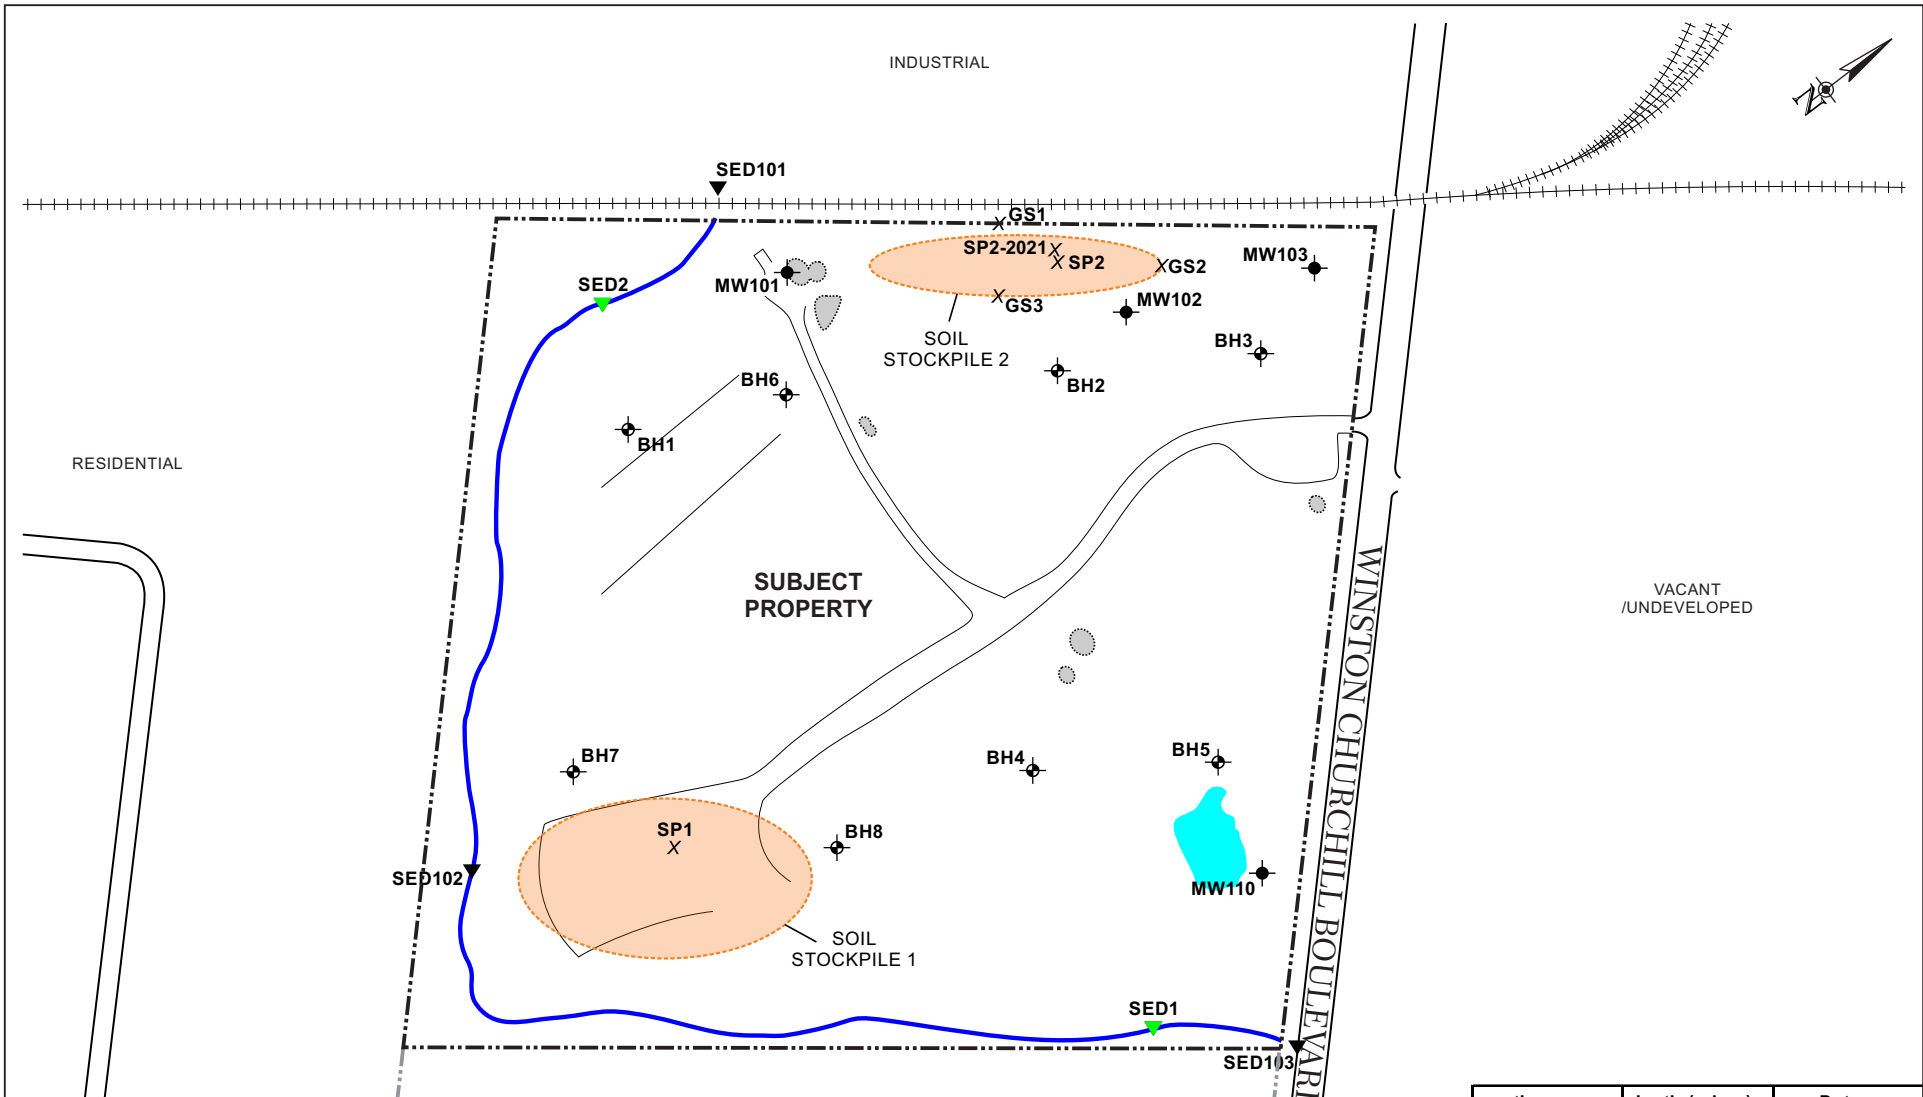 INDUSTRIAL
N
SED101
GS1
SP2-2021
SP2
GS2
MW103
MW101
SED2
GS3
MW102
SOIL
STOCKPILE 2
BH3
BH6
BH2
BH1
RESIDENTIAL
SUBJECT
PROPERTY
VACANT
/UNDEVELOPED
WINSTON CHURCHILL BOULEVARD
BH7
BH4
BH5
SP1
BH8
SED102
MW110
SOIL
STOCKPILE 1
SED1
SED103